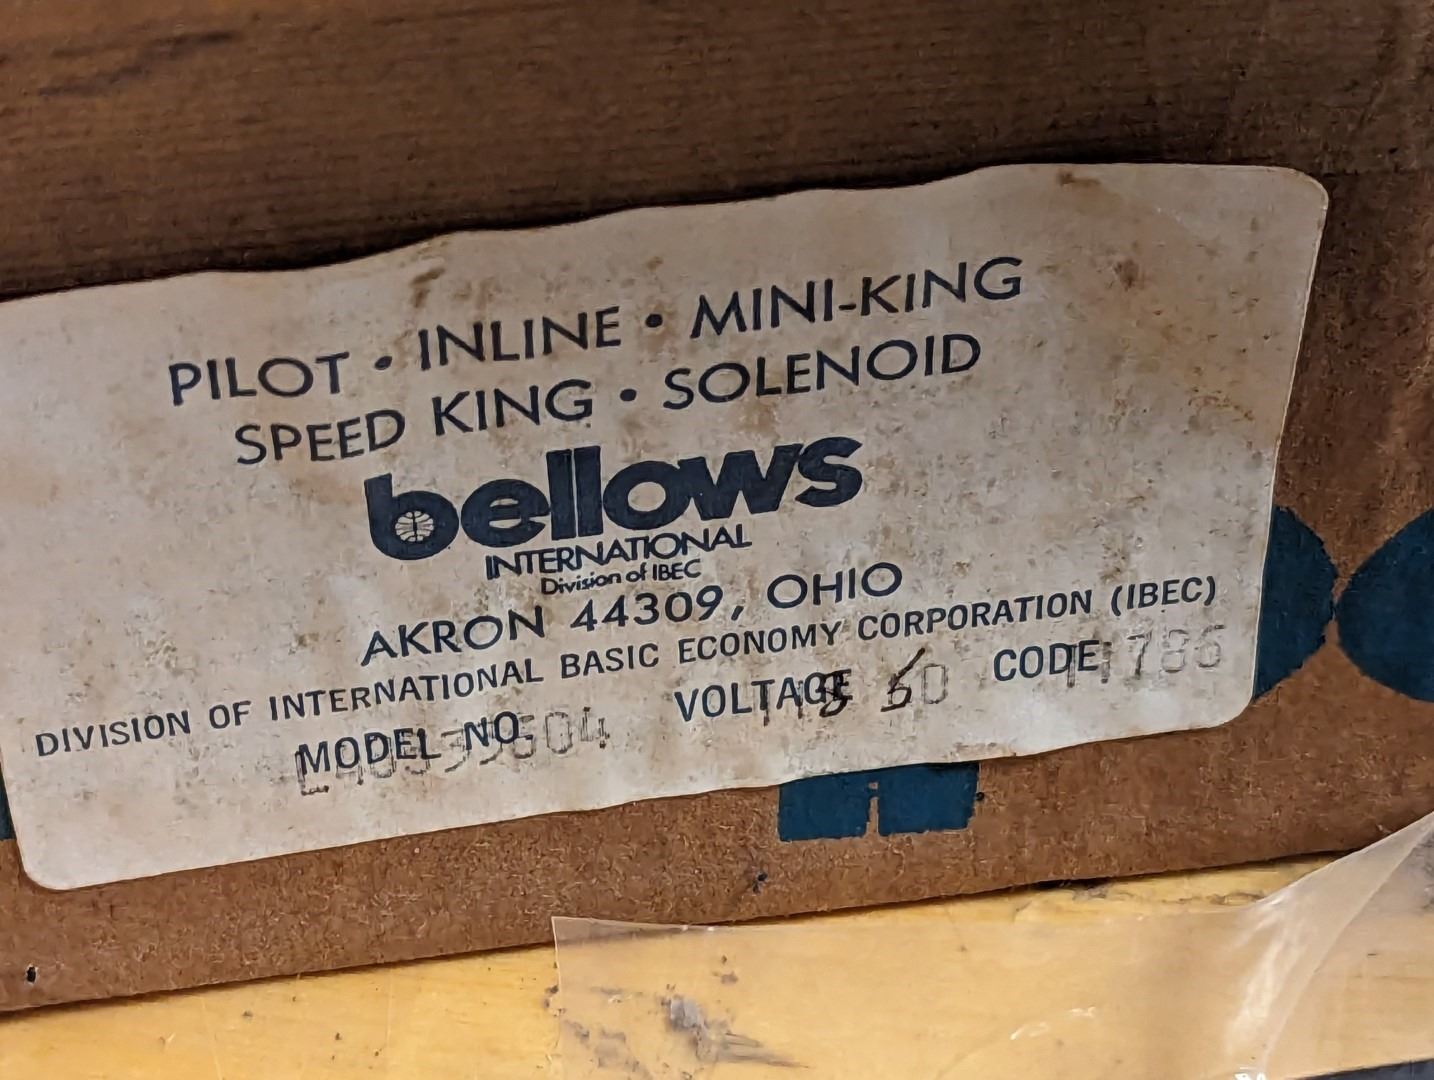 PILOT • INLINE • MINI-KING
SPEED KING • SOLENOID
bellows
INTERNATIONAL
Division of IBEC
AKRON 44309, OHIO
DIVISION OF INTERNATIONAL BASIC ECONOMY CORPORATION (IBEC)
MODEL NO. VOLTAGE CODE